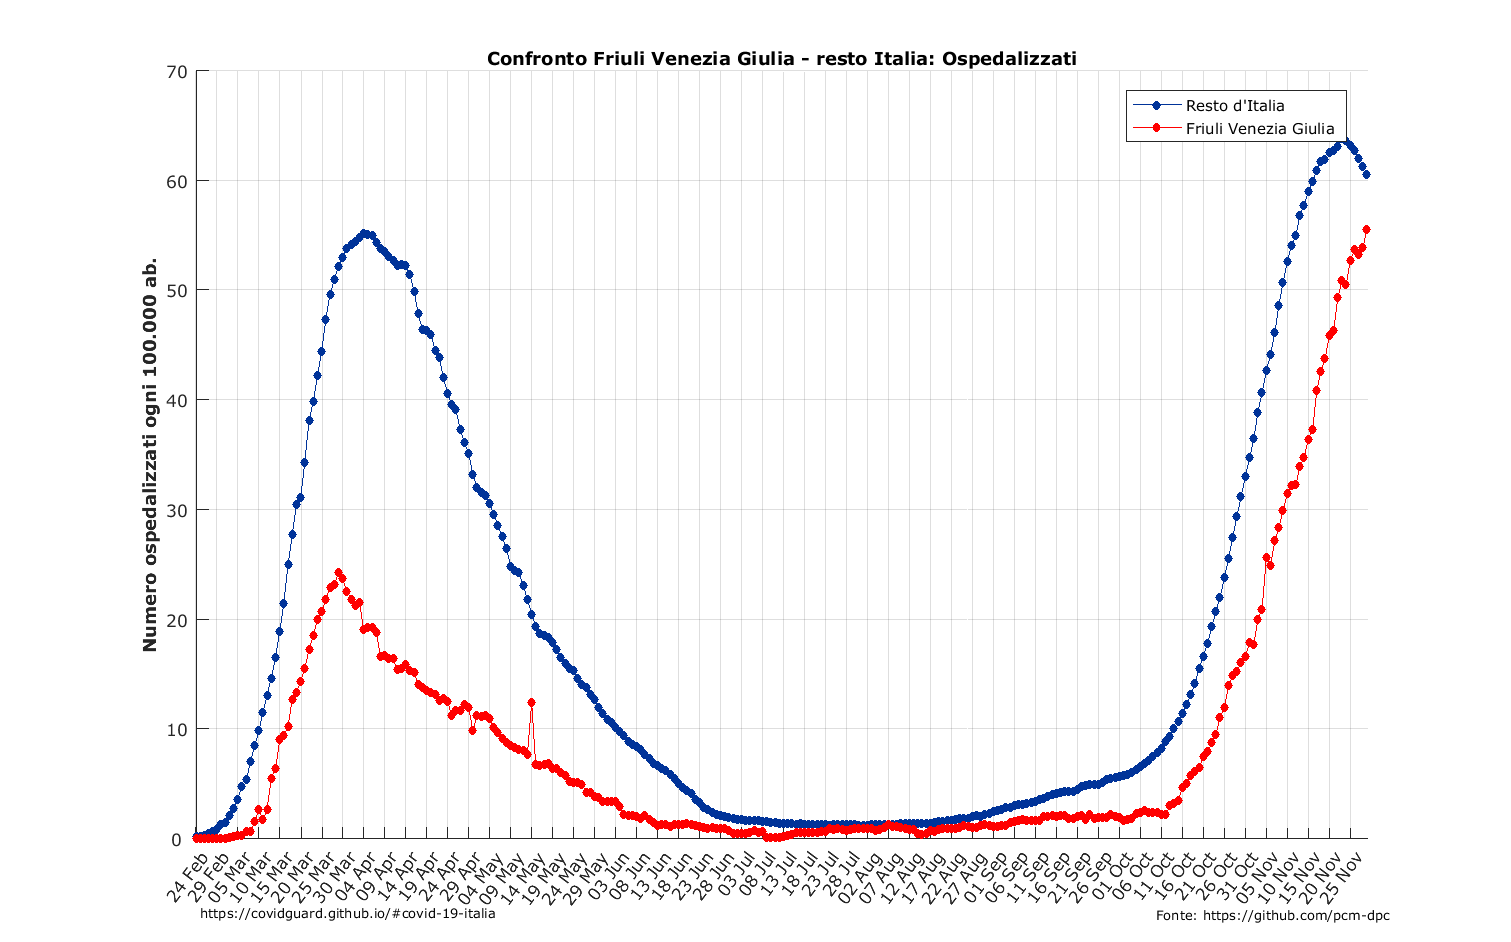 Confronto Friuli Venezia Giulia - resto Italia: Ospedalizzati
Resto d'Italia
Friuli Venezia Giulia
Numero ospedalizzati ogni 100.000 ab.
70
60
50
40
30
20
10
0
24 Feb
29 Feb
05 Mar
10 Mar
15 Mar
20 Mar
25 Mar
30 Mar
04 Apr
09 Apr
14 Apr
19 Apr
24 Apr
29 Apr
04 May
09 May
14 May
19 May
24 May
29 May
03 Jun
08 Jun
13 Jun
18 Jun
23 Jun
28 Jun
03 Jul
08 Jul
13 Jul
18 Jul
23 Jul
28 Jul
02 Aug
07 Aug
12 Aug
17 Aug
22 Aug
27 Aug
01 Sep
06 Sep
11 Sep
16 Sep
21 Sep
26 Sep
01 Oct
06 Oct
11 Oct
16 Oct
21 Oct
26 Oct
31 Oct
05 Nov
10 Nov
15 Nov
20 Nov
25 Nov
https://covidguard.github.io/#covid-19-italia
Fonte: https://github.com/pcm-dpc